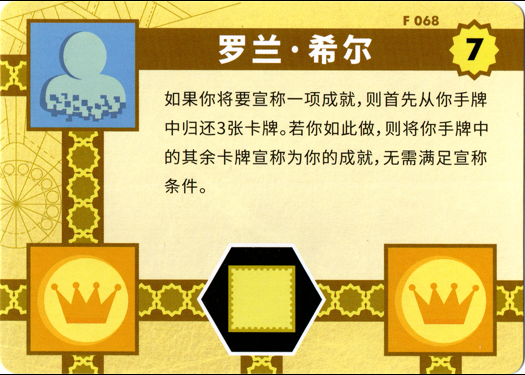 F 068
罗兰·希尔
7
如果你将要宣称一项成就,则首先从你手牌
中归还3张卡牌。若你如此做,则将你手牌中
的其余卡牌宣称为你的成就,无需满足宣称
条件。